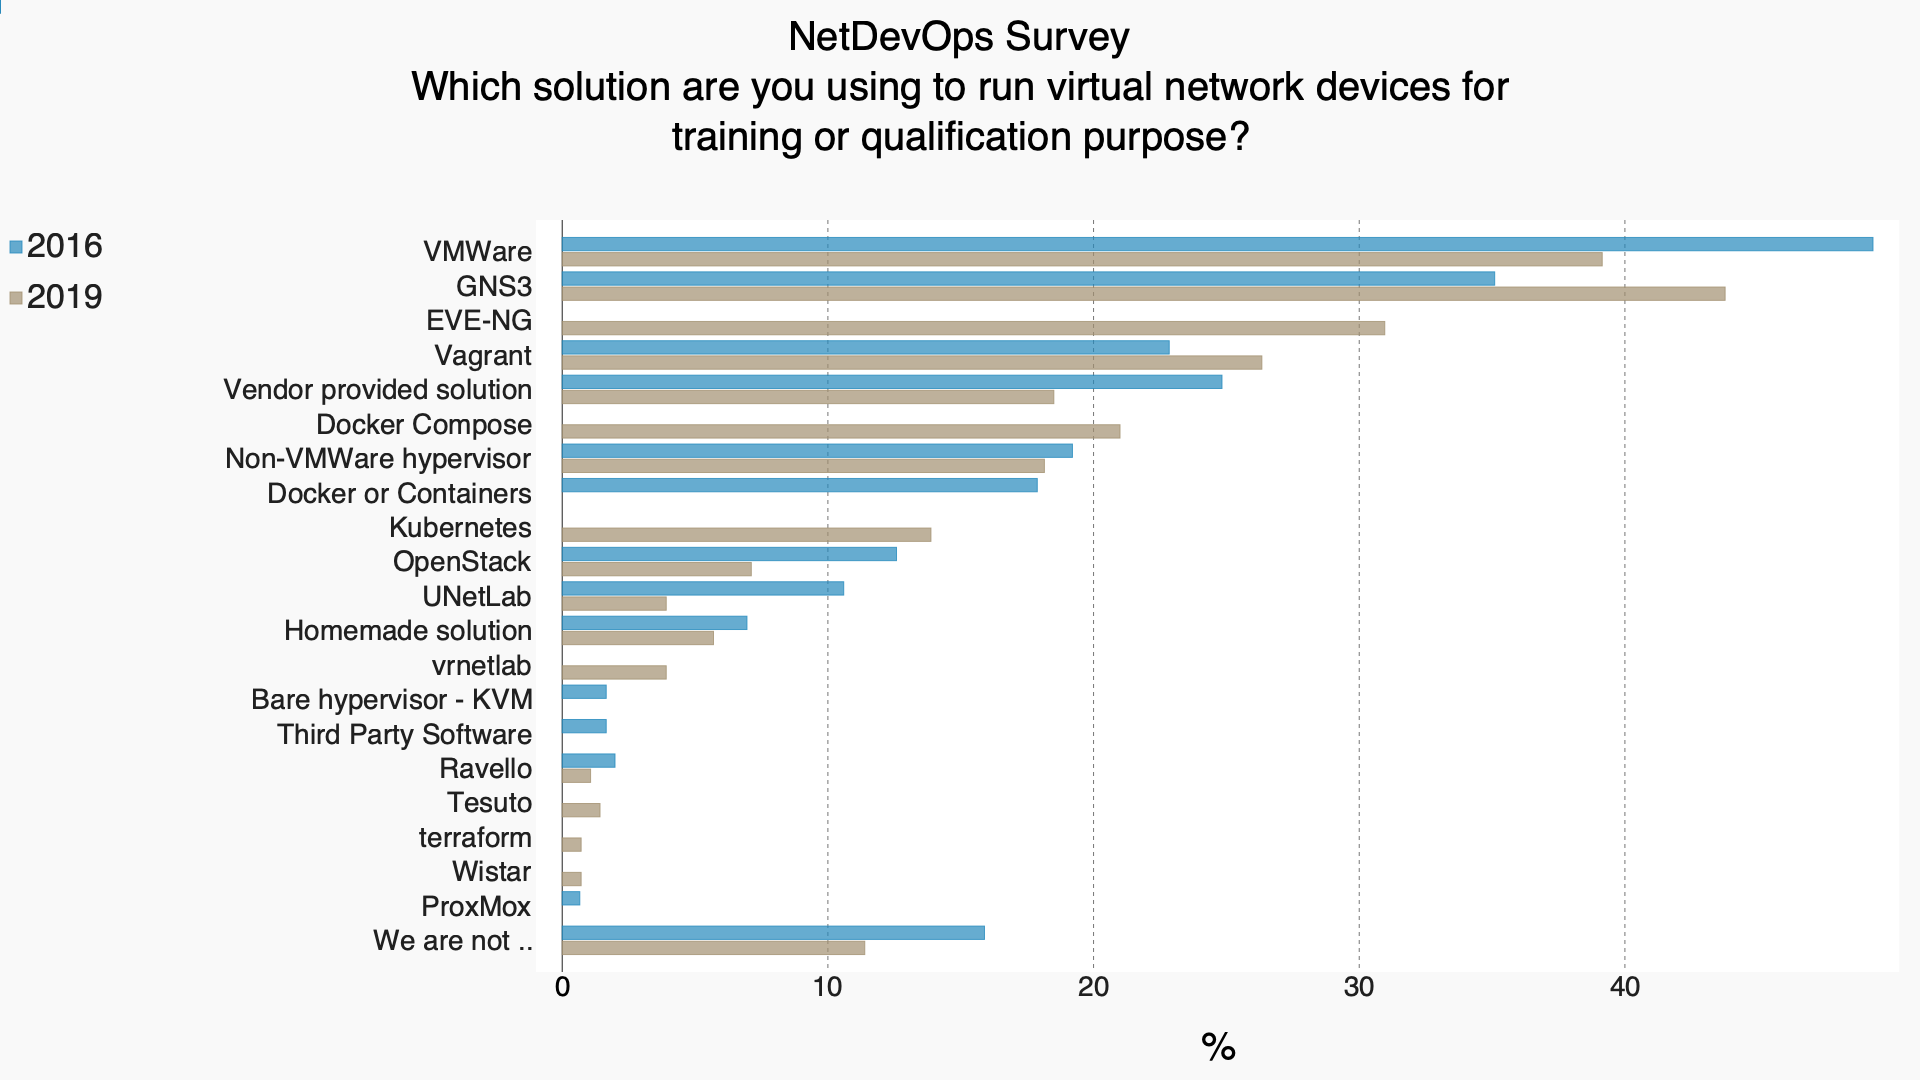 NetDevOps Survey
Which solution are you using to run virtual network devices for
training or qualification purpose?
2016
2019
VMWare
GNS3
EVE-NG
Vagrant
Vendor provided solution
Docker Compose
Non-VMWare hypervisor
Docker or Containers
Kubernetes
OpenStack
UNetLab
Homemade solution
vrnetlab
Bare hypervisor - KVM
Third Party Software
Ravello
Tesuto
terraform
Wistar
ProxMox
We are not ..
0 10 20 30 40
%